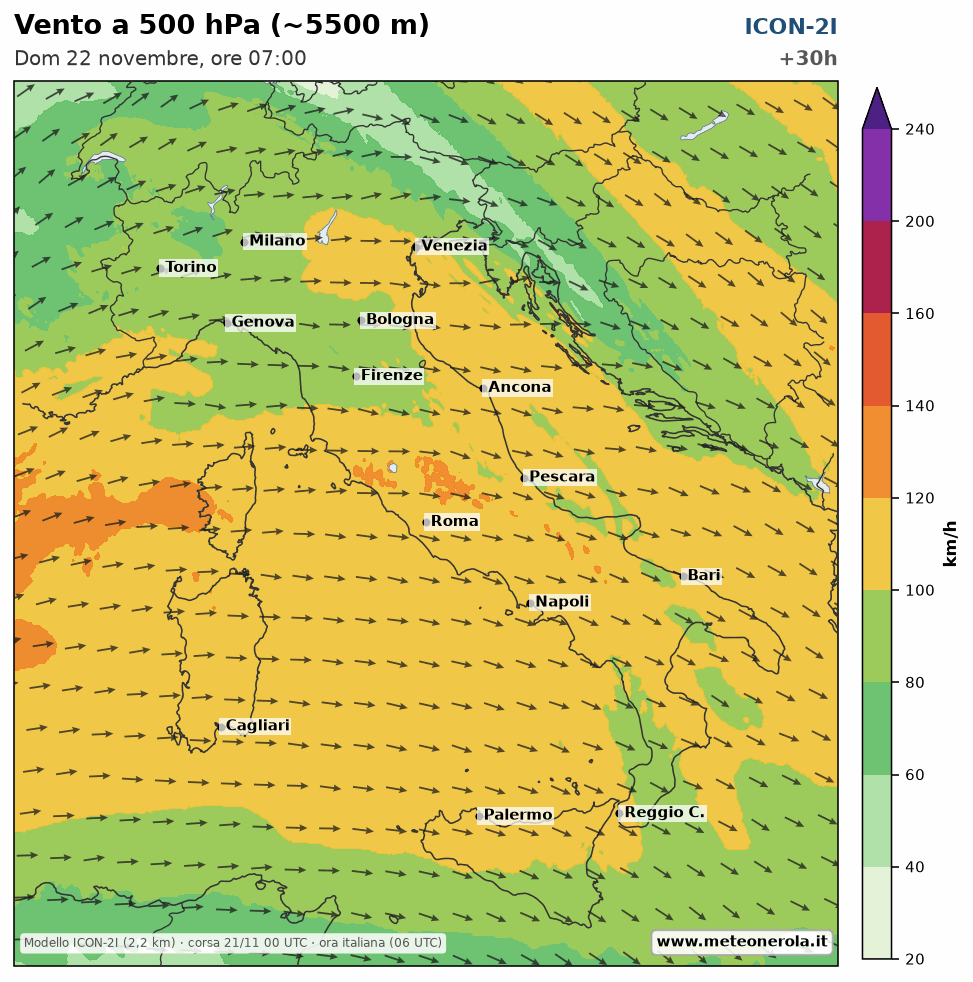 Vento a 500 hPa (~5500 m)
ICON-2I
Dom 22 novembre, ore 07:00
+30h
Milano
Venezia
Torino
Genova
Bologna
Firenze
Ancona
Pescara
Roma
Bari
Napoli
Cagliari
Palermo
Reggio C.
240
200
160
140
120
100
80
60
40
20
km/h
Modello ICON-2I (2,2 km) · corsa 21/11 00 UTC · ora italiana (06 UTC)
www.meteonerola.it